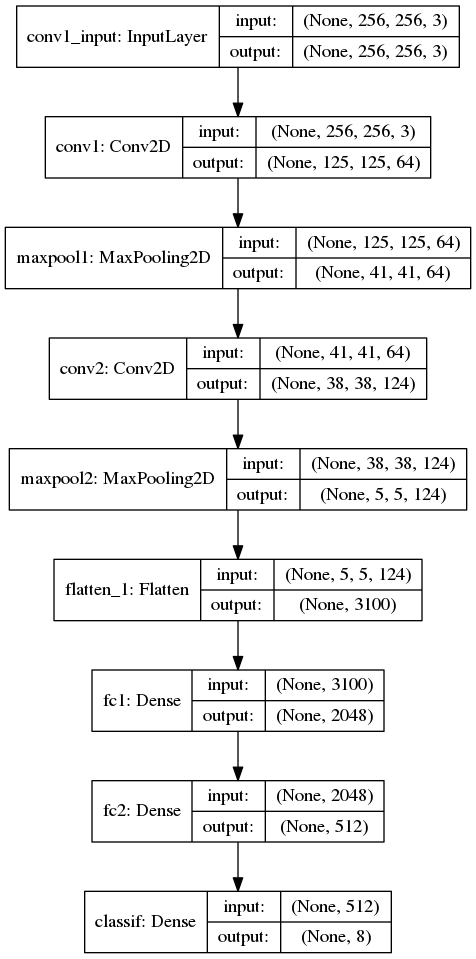 conv1_input: InputLayer
input: (None, 256, 256, 3)
output: (None, 256, 256, 3)
conv1: Conv2D
input: (None, 256, 256, 3)
output: (None, 125, 125, 64)
maxpool1: MaxPooling2D
input: (None, 125, 125, 64)
output: (None, 41, 41, 64)
conv2: Conv2D
input: (None, 41, 41, 64)
output: (None, 38, 38, 124)
maxpool2: MaxPooling2D
input: (None, 38, 38, 124)
output: (None, 5, 5, 124)
flatten_1: Flatten
input: (None, 5, 5, 124)
output: (None, 3100)
fc1: Dense
input: (None, 3100)
output: (None, 2048)
fc2: Dense
input: (None, 2048)
output: (None, 512)
classif: Dense
input: (None, 512)
output: (None, 8)